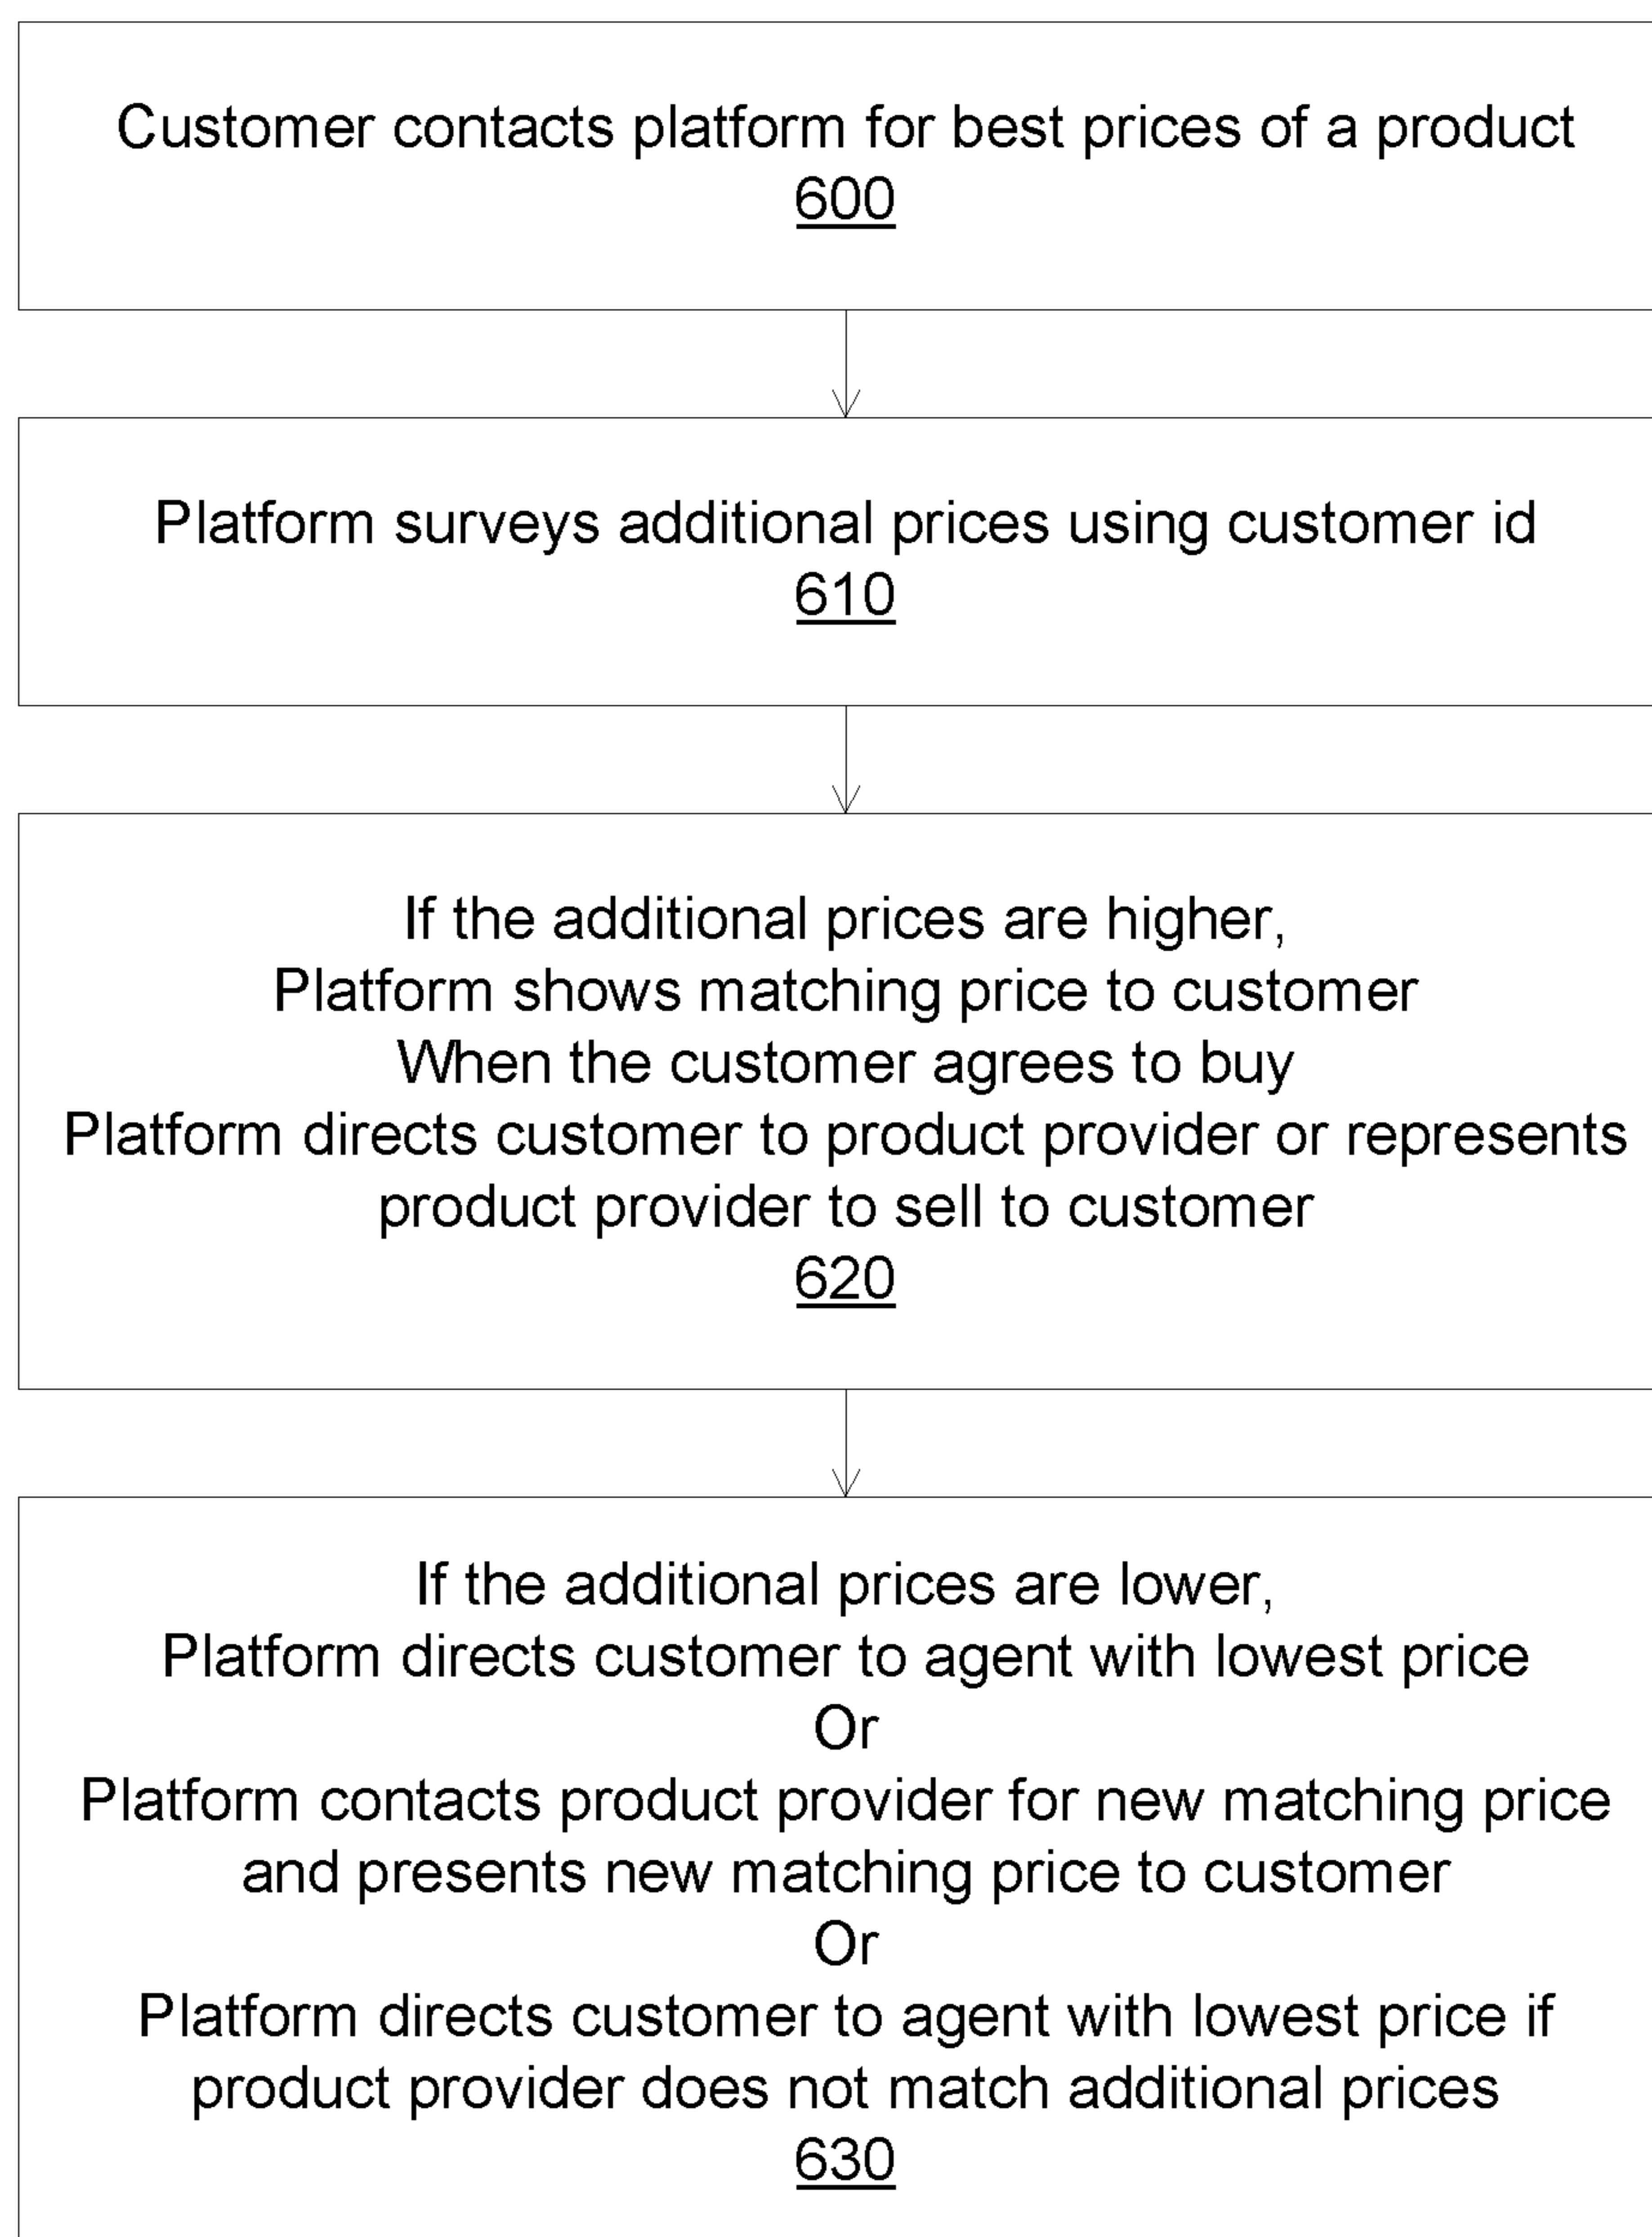 Customer contacts platform for best prices of a product
600
Platform surveys additional prices using customer id
610
If the additional prices are higher,
Platform shows matching price to customer
When the customer agrees to buy
Platform directs customer to product provider or represents
product provider to sell to customer
620
If the additional prices are lower,
Platform directs customer to agent with lowest price
Or
Platform contacts product provider for new matching price
and presents new matching price to customer
Or
Platform directs customer to agent with lowest price if
product provider does not match additional prices
630